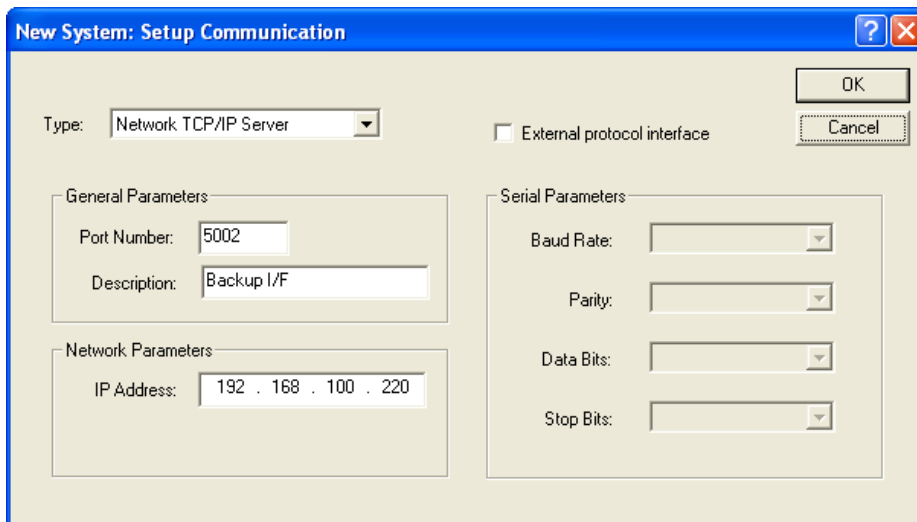 New System: Setup Communication
OK
Type: Network TCP/IP Server
External protocol interface
Cancel
General Parameters
Port Number: 5002
Description: Backup I/F
Network Parameters
IP Address: 192 . 168 . 100 . 220
Serial Parameters
Baud Rate:
Parity:
Data Bits:
Stop Bits: